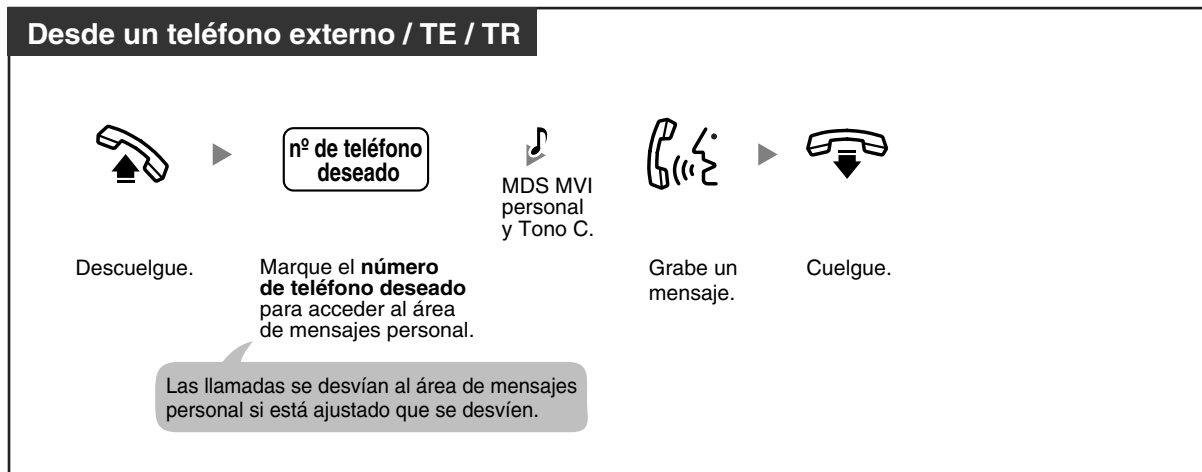 Desde un teléfono externo / TE / TR
nº de teléfono
deseado
MDS MVI
personal
y Tono C.
Descuelgue.
Marque el número
de teléfono deseado
para acceder al área
de mensajes personal.
Grabe un
mensaje.
Cuelgue.
Las llamadas se desvían al área de mensajes
personal si está ajustado que se desvíen.